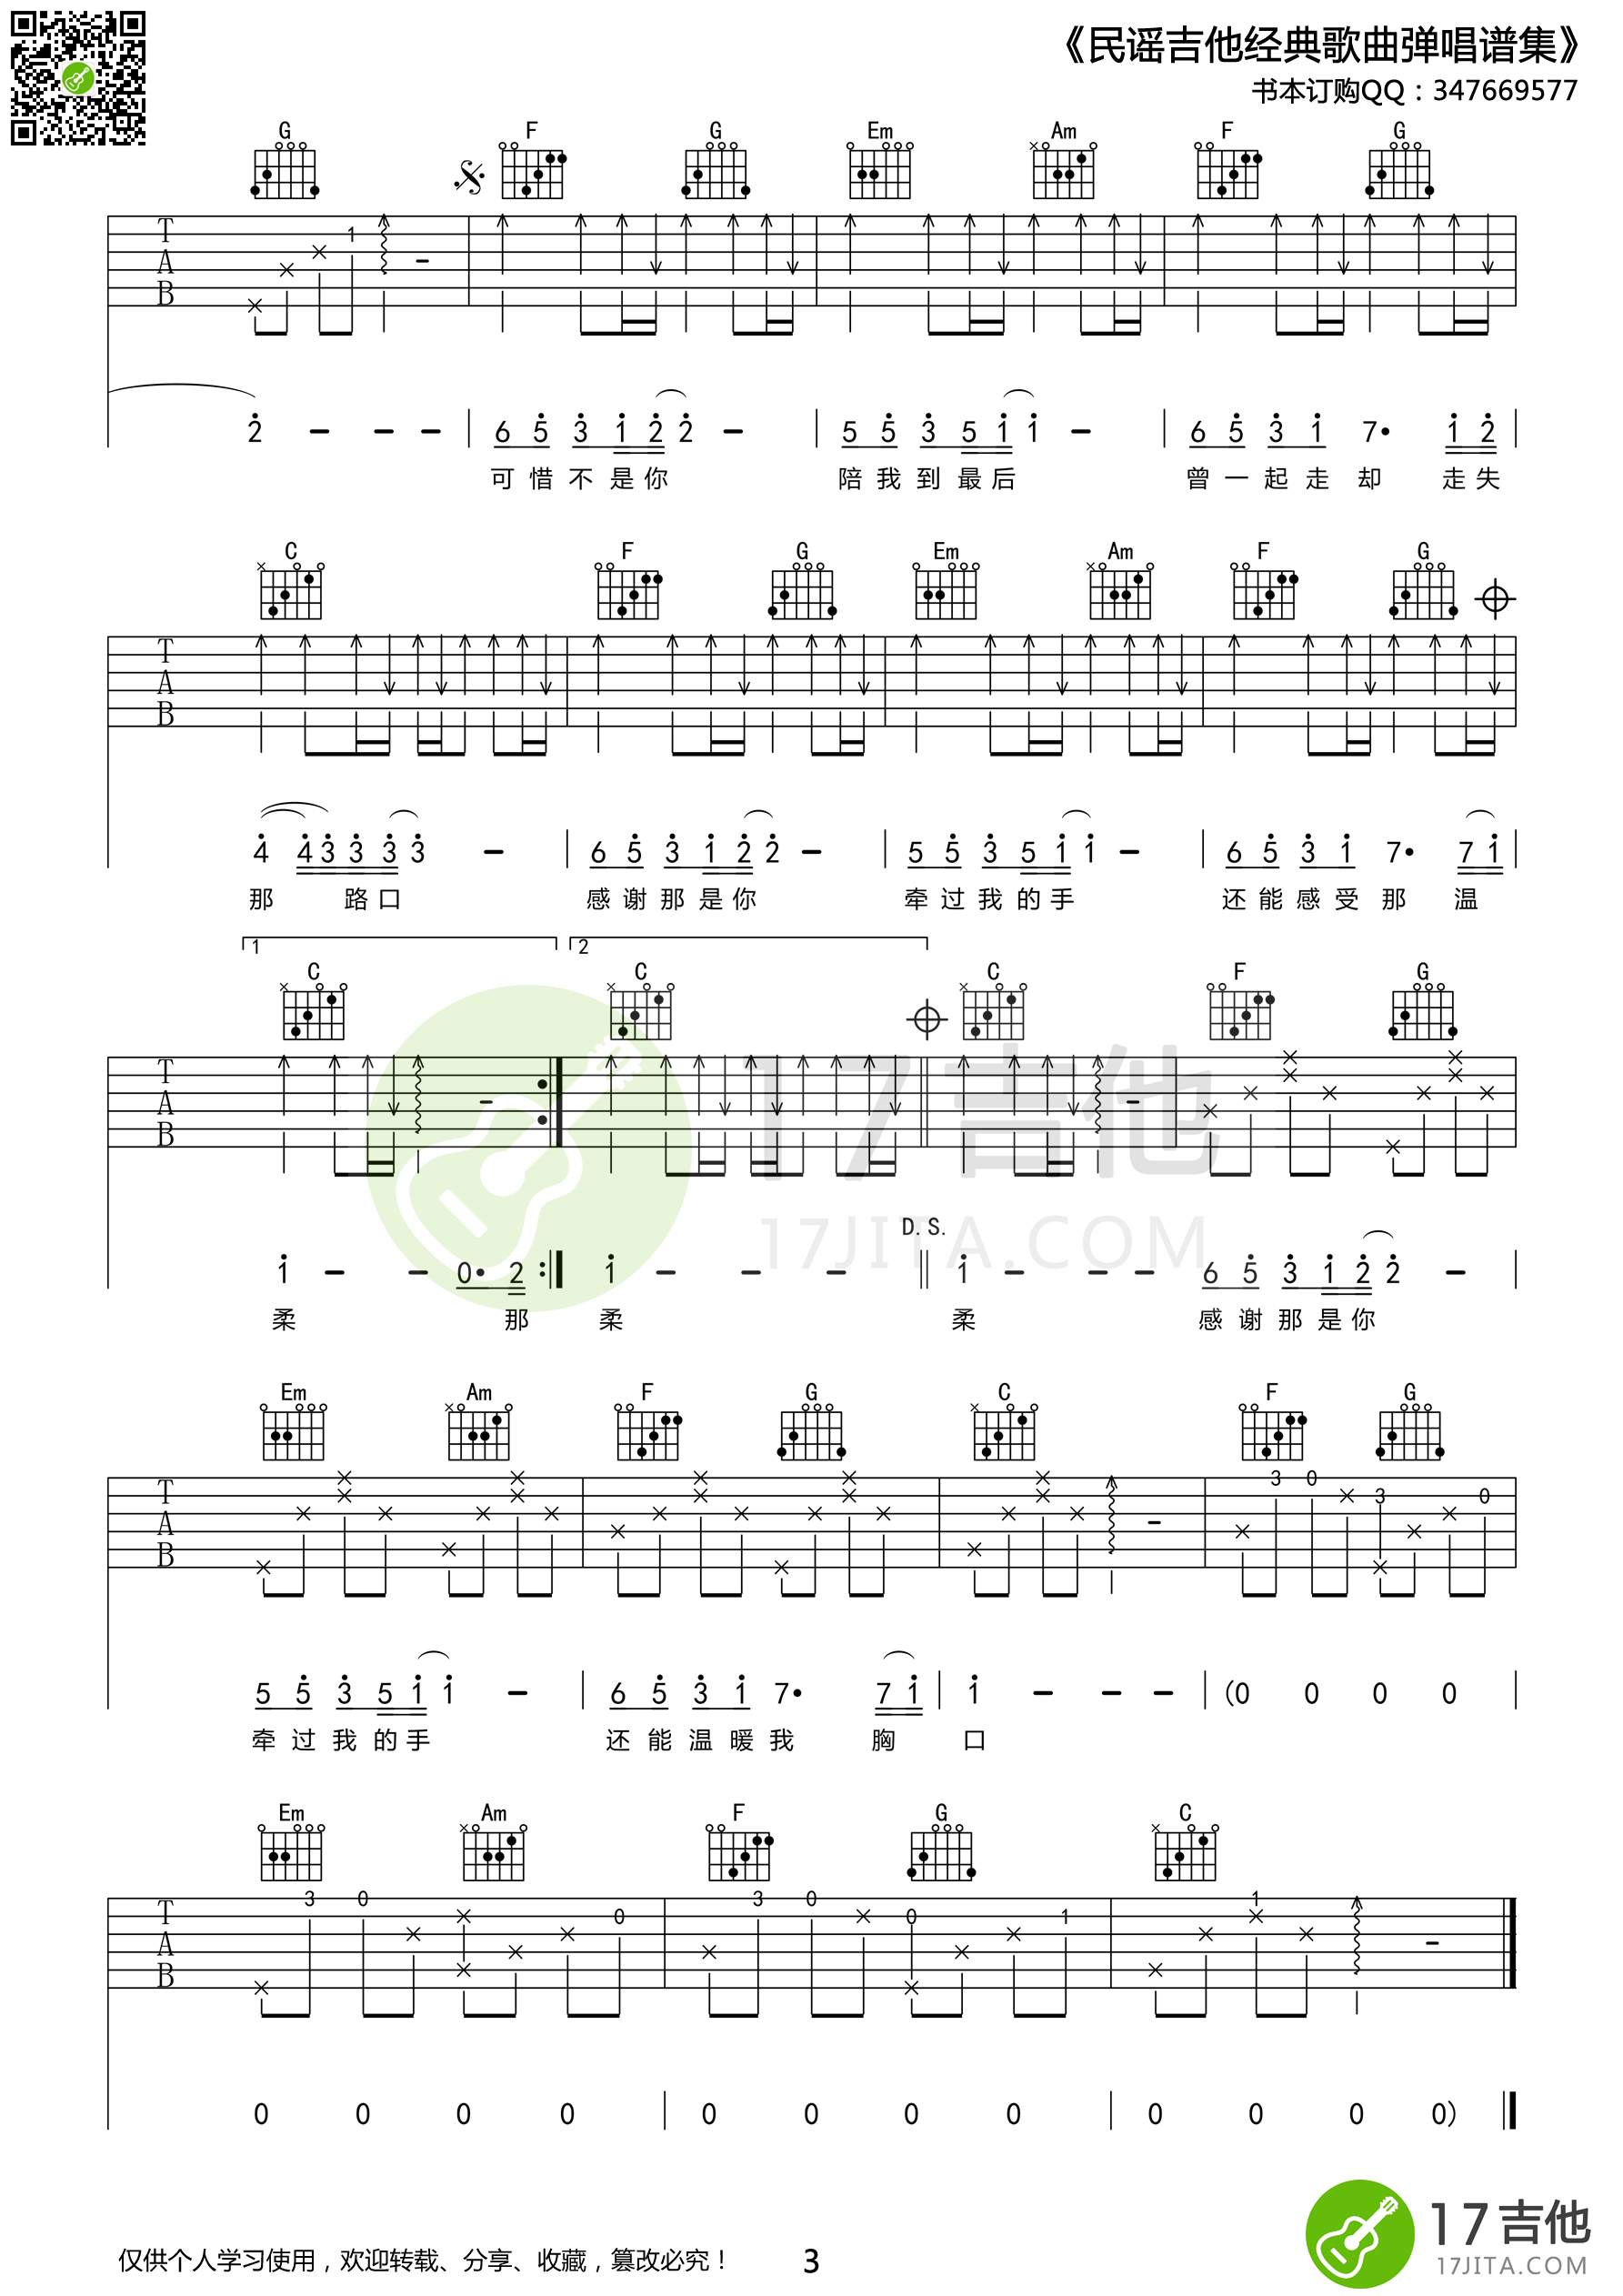 《民谣吉他经典歌曲弹唱谱集》
书本订购QQ：347669577
G F G Em Am F G
T A B 1
2 - - - 6 5 3 1 2 2 - 5 5 3 5 1 1 - 6 5 3 1 7· 1 2
可惜不是你 陪我到最后 曾一起走却 走失
C F G Em Am F G
T A B
4 4 3 3 3 3 - 6 5 3 1 2 2 - 5 5 3 5 1 1 - 6 5 3 1 7· 7 1
那 路口 感谢那是你 牵过我的手 还能感受那 温
1 2
C C C F G
T A B
17吉他
17JITA.COM
D.S.
1 - - 0· 2 1 - - - 1 - - - 6 5 3 1 2 2 -
柔 那 柔 柔 感谢那是你
Em Am F G C F G
T A B 3 0 3 0
5 5 3 5 1 1 - 6 5 3 1 7· 7 1 1 - - - (0 0 0 0
牵过我的手 还能温暖我 胸 口
Em Am F G C
T A B 3 0 0 3 0 0 1 1
0 0 0 0 0 0 0 0 0 0 0 0)
仅供个人学习使用，欢迎转载、分享、收藏，篡改必究！ 3
17吉他
17JITA.COM